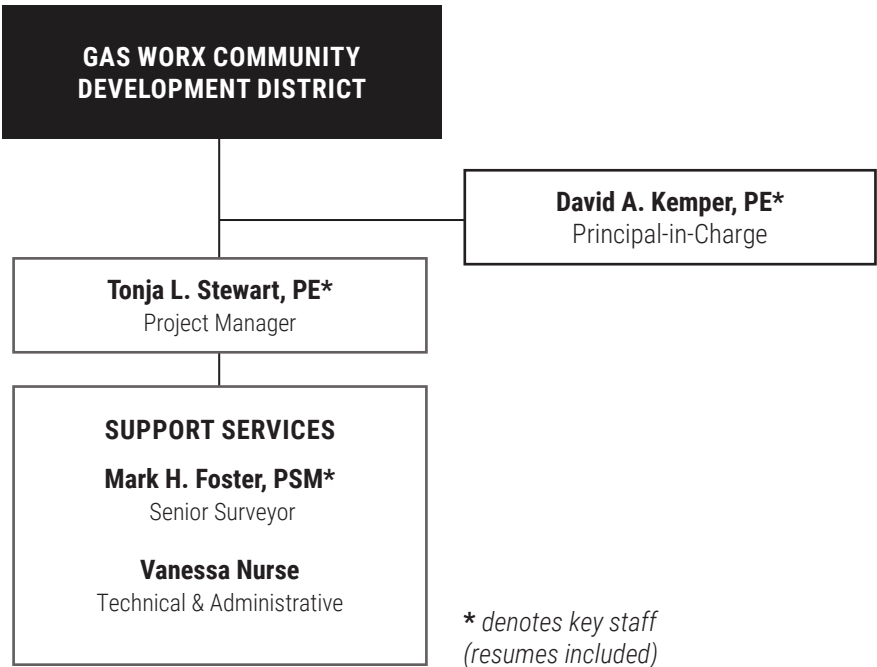 GAS WORX COMMUNITY
DEVELOPMENT DISTRICT
David A. Kemper, PE*
Principal-in-Charge
Tonja L. Stewart, PE*
Project Manager
SUPPORT SERVICES
Mark H. Foster, PSM*
Senior Surveyor
Vanessa Nurse
Technical & Administrative
* denotes key staff
(resumes included)